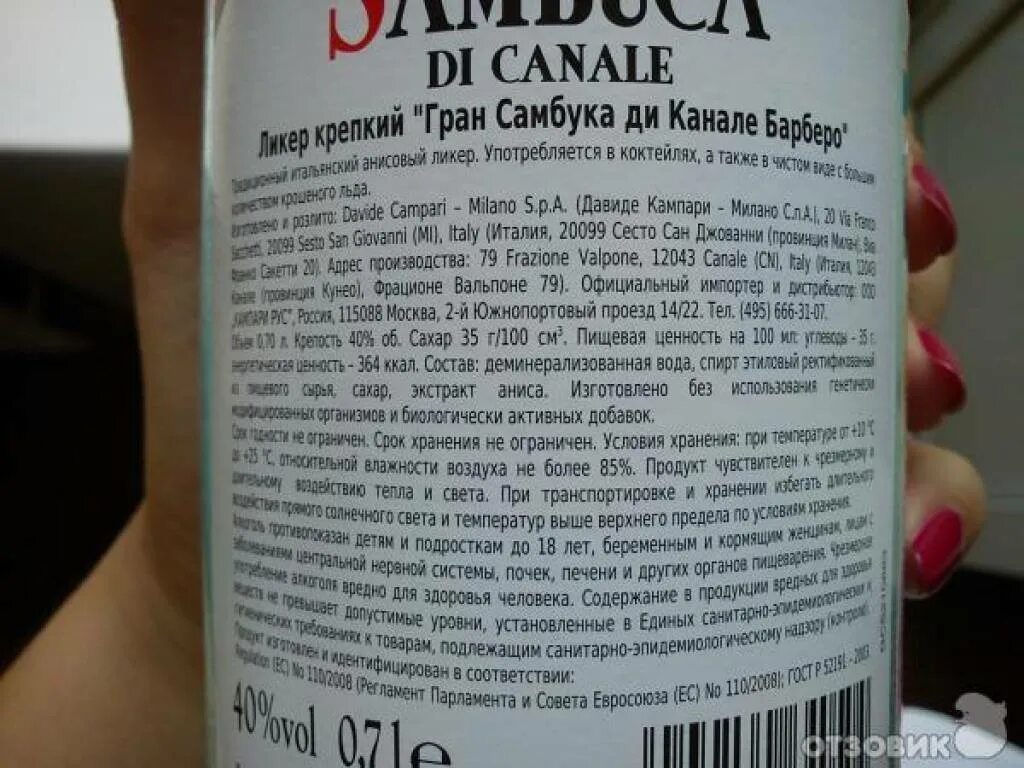 SAMBUCA
DI CANALE
Ликер крепкий "Гран Самбука ди Канале Барберо"
Традиционный итальянский анисовый ликер. Употребляется в коктейлях, а также в чистом виде с большим
количеством крошеного льда.
Изготовлено и розлито: Davide Campari – Milano S.p.A. (Давиде Кампари – Милано С.п.А.), 20 Via Franco
Sacchetti, 20099 Sesto San Giovanni (MI), Italy (Италия, 20099 Сесто Сан Джованни (провинция Милан), Виа
Франко Сакетти 20). Адрес производства: 79 Frazione Valpone, 12043 Canale (CN), Italy (Италия, 12043
Канале (провинция Кунео), Фрационе Вальпоне 79). Официальный импортер и дистрибьютор: ООО
"КАМПАРИ РУС", Россия, 115088 Москва, 2-й Южнопортовый проезд 14/22. Тел. (495) 666-31-07.
Объем 0,70 л. Крепость 40% об. Сахар 35 г/100 см³. Пищевая ценность на 100 мл: углеводы – 35 г,
энергетическая ценность – 364 ккал. Состав: деминерализованная вода, спирт этиловый ректификованный
из пищевого сырья, сахар, экстракт аниса. Изготовлено без использования генетически
модифицированных организмов и биологически активных добавок.
Срок годности не ограничен. Срок хранения не ограничен. Условия хранения: при температуре от +10 °С
до +25 °С, относительной влажности воздуха не более 85%. Продукт чувствителен к чрезмерному и
длительному воздействию тепла и света. При транспортировке и хранении избегать длительного
воздействия прямого солнечного света и температур выше верхнего предела по условиям хранения.
Алкоголь противопоказан детям и подросткам до 18 лет, беременным и кормящим женщинам, лицам с
заболеваниями центральной нервной системы, почек, печени и других органов пищеварения. Чрезмерное
употребление алкоголя вредно для здоровья человека. Содержание в продукции вредных для здоровья
веществ не превышает допустимые уровни, установленные в Единых санитарно-эпидемиологических и
гигиенических требованиях к товарам, подлежащим санитарно-эпидемиологическому надзору (контролю).
Продукт изготовлен и идентифицирован в соответствии:
Regulation (EC) No 110/2008 (Регламент Парламента и Совета Евросоюза (ЕС) No 110/2008); ГОСТ Р 52191 - 2003
40%vol 0,7 l e
отзовик